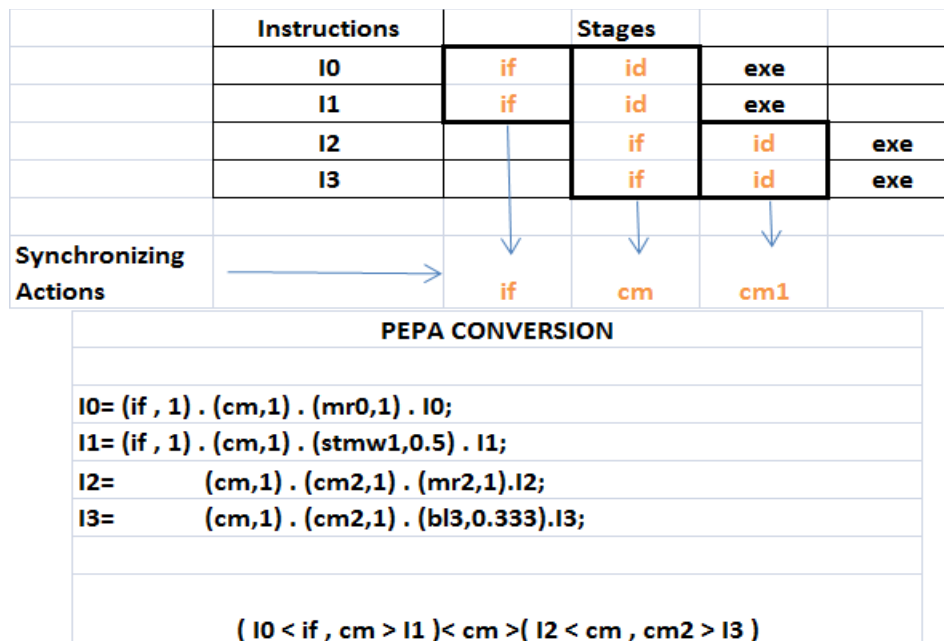 Instructions Stages
I0 if id exe
I1 if id exe
I2 if id exe
I3 if id exe
Synchronizing
Actions if cm cm1
PEPA CONVERSION
I0= (if , 1) . (cm,1) . (mr0,1) . I0;
I1= (if , 1) . (cm,1) . (stmw1,0.5) . I1;
I2= (cm,1) . (cm2,1) . (mr2,1).I2;
I3= (cm,1) . (cm2,1) . (bl3,0.333).I3;
( I0 < if , cm > I1 )< cm >( I2 < cm , cm2 > I3 )